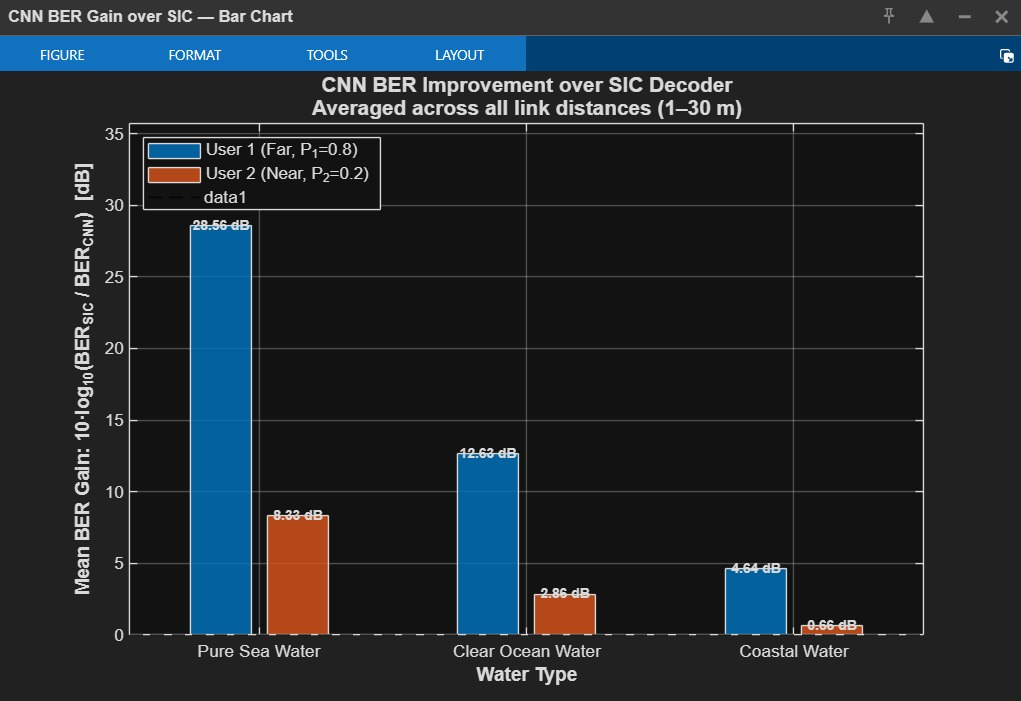 CNN BER Gain over SIC — Bar Chart
FIGURE FORMAT TOOLS LAYOUT
CNN BER Improvement over SIC Decoder
Averaged across all link distances (1–30 m)
Mean BER Gain: 10·log10(BERSIC / BERCNN) [dB]
35
30
25
20
15
10
5
0
User 1 (Far, P1=0.8)
User 2 (Near, P2=0.2)
data1
28.56 dB
8.33 dB
12.63 dB
2.86 dB
4.64 dB
0.66 dB
Pure Sea Water Clear Ocean Water Coastal Water
Water Type